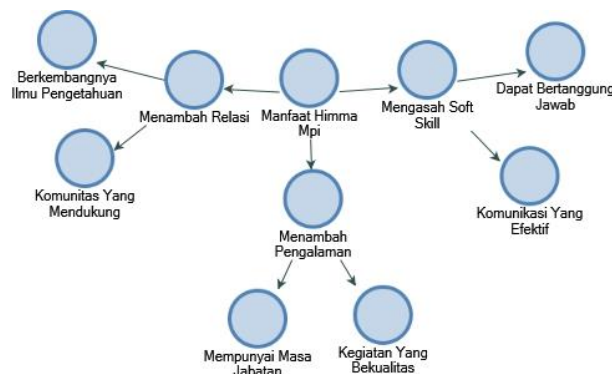 Berkembangnya
Ilmu Pengetahuan
Menambah Relasi
Manfaat Himma
Mpi
Mengasah Soft
Skill
Dapat Bertanggung
Jawab
Komunitas Yang
Mendukung
Komunikasi Yang
Efektif
Menambah
Pengalaman
Mempunyai Masa
Jabatan
Kegiatan Yang
Bekualitas